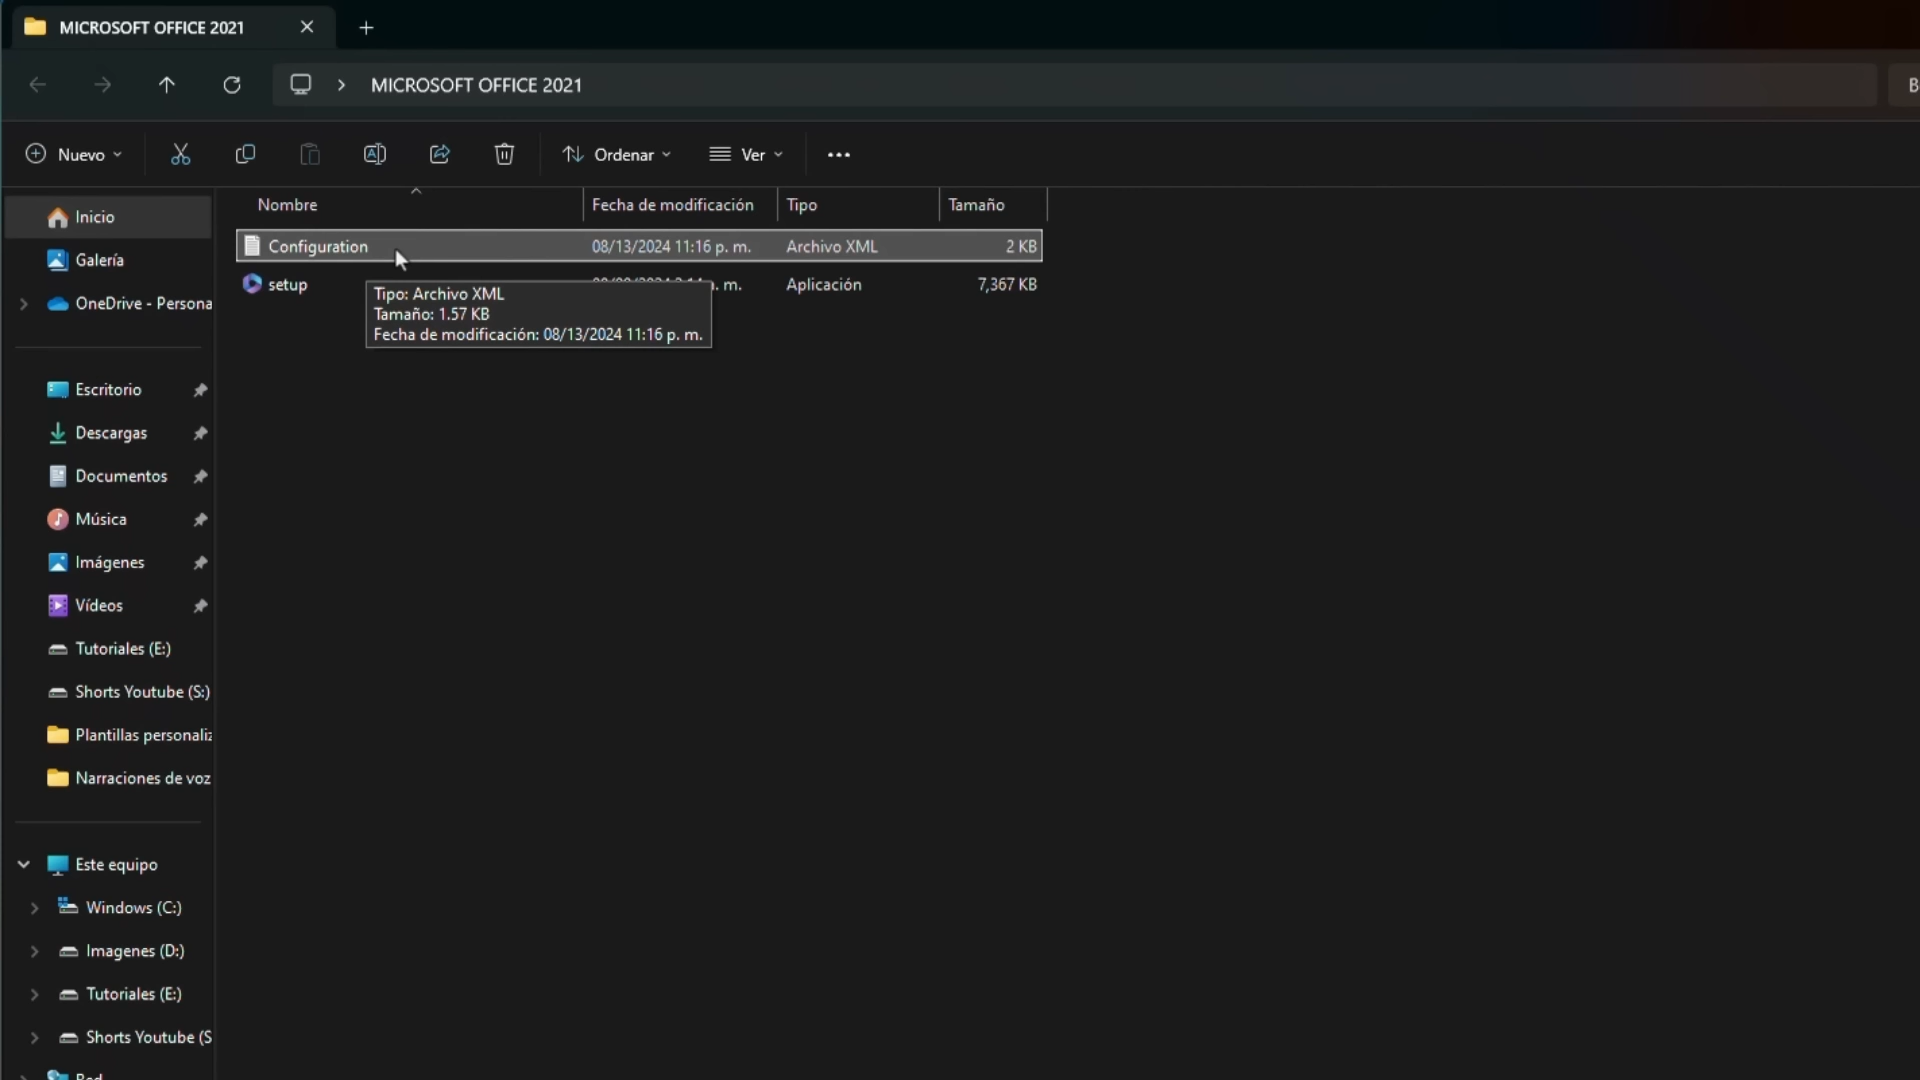 MICROSOFT OFFICE 2021
MICROSOFT OFFICE 2021
Nuevo
Ordenar
Ver
Nombre
Fecha de modificación
Tipo
Tamaño
Configuration
08/13/2024 11:16 p. m.
Archivo XML
2 KB
setup
. m.
Aplicación
7,367 KB
Tipo: Archivo XML
Tamaño: 1.57 KB
Fecha de modificación: 08/13/2024 11:16 p. m.
Inicio
Galería
OneDrive - Persona
Escritorio
Descargas
Documentos
Música
Imágenes
Vídeos
Tutoriales (E:)
Shorts Youtube (S:)
Plantillas personaliz
Narraciones de voz
Este equipo
Windows (C:)
Imagenes (D:)
Tutoriales (E:)
Shorts Youtube (S